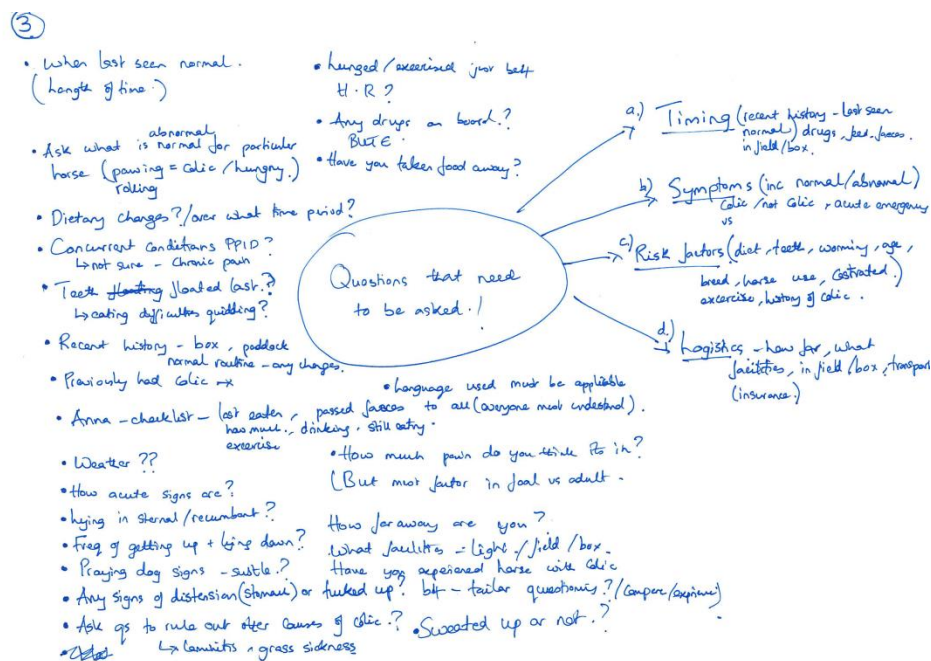 3
• When last seen normal.
(Length of time.)
• Ask what is normal for particular
abnormal
horse (pawing = colic / hungry.)
rolling
• Dietary changes? / over what time period?
• Concurrent conditions PPID?
↳ not sure - chronic pain
• Teeth floated last.?
↳ eating difficulties quidding?
• Recent history - box, paddock
normal routine - any changes.
• Previously had colic
• Anna - checklist - last eaten, passed faeces
how much., drinking, still eating.
excercise
• Weather ??
• How acute signs are?
• Lying in sternal / recumbant?
• Freq of getting up + lying down?
• Praying dog signs - subtle.?
• Any signs of distension (stomach) or tucked up?
• Ask qs to rule out other causes of colic.?
↳ Laminitis, grass sickness
• Lunged / excercised just bef4
H.R?
• Any drugs on board.?
BUTE.
• Have you taken food away?
Questions that need
to be asked.!
• Language used must be applicable
to all (everyone must understand).
• How much pain do you think its in?
(But must factor in foal vs adult.
How far away are you?
What facilities - light / field / box.
Have you experienced horse with colic
b4 - tailor questions? / (compare / experience)
• Sweated up or not.?
a.) Timing (recent history - last seen
normal) drugs, feed, faeces.
in field / box.
b) Symptoms (inc normal / abnormal)
colic / not colic, acute emergency
vs
c.) Risk factors (diet, teeth, worming, age,
breed, horse use, castrated.)
excercise, history of colic.
d.) Logistics - how far, what
facilities, in field / box, transport
(insurance.)